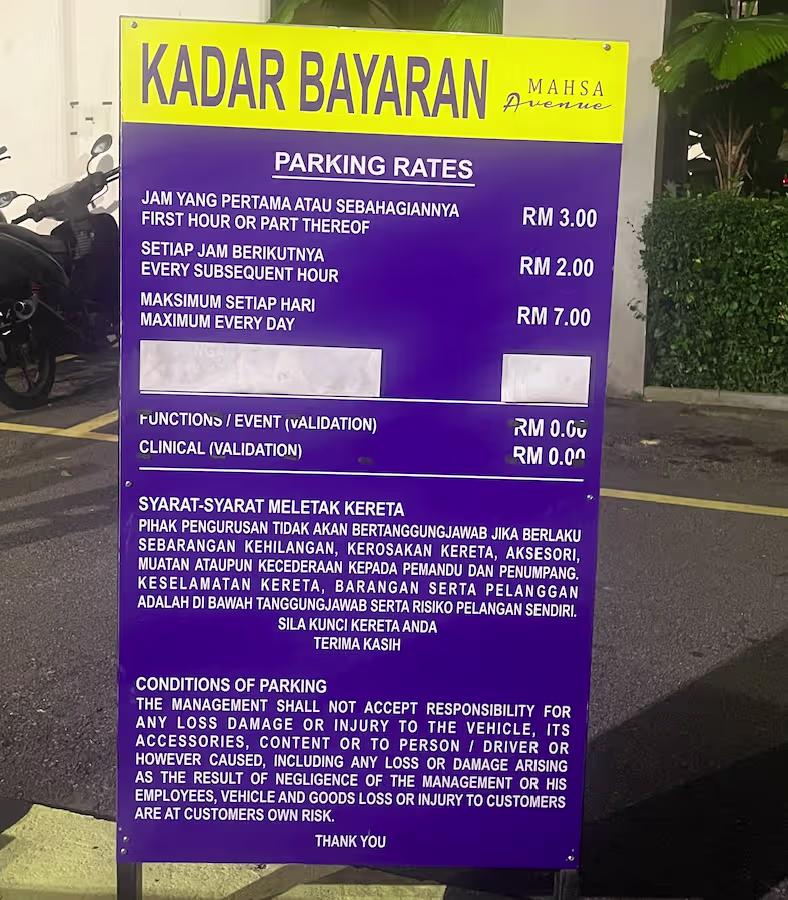 KADAR BAYARAN
MAHSA
Avenue
PARKING RATES
JAM YANG PERTAMA ATAU SEBAHAGIANNYA
FIRST HOUR OR PART THEREOF
RM 3.00
SETIAP JAM BERIKUTNYA
EVERY SUBSEQUENT HOUR
RM 2.00
MAKSIMUM SETIAP HARI
MAXIMUM EVERY DAY
RM 7.00
FUNCTIONS / EVENT (VALIDATION)
RM 0.00
CLINICAL (VALIDATION)
RM 0.00
SYARAT-SYARAT MELETAK KERETA
PIHAK PENGURUSAN TIDAK AKAN BERTANGGUNGJAWAB JIKA BERLAKU
SEBARANGAN KEHILANGAN, KEROSAKAN KERETA, AKSESORI,
MUATAN ATAUPUN KECEDERAAN KEPADA PEMANDU DAN PENUMPANG.
KESELAMATAN KERETA, BARANGAN SERTA PELANGGAN
ADALAH DI BAWAH TANGGUNGJAWAB SERTA RISIKO PELANGAN SENDIRI.
SILA KUNCI KERETA ANDA
TERIMA KASIH
CONDITIONS OF PARKING
THE MANAGEMENT SHALL NOT ACCEPT RESPONSIBILITY FOR
ANY LOSS DAMAGE OR INJURY TO THE VEHICLE, ITS
ACCESSORIES, CONTENT OR TO PERSON / DRIVER OR
HOWEVER CAUSED, INCLUDING ANY LOSS OR DAMAGE ARISING
AS THE RESULT OF NEGLIGENCE OF THE MANAGEMENT OR HIS
EMPLOYEES, VEHICLE AND GOODS LOSS OR INJURY TO CUSTOMERS
ARE AT CUSTOMERS OWN RISK.
THANK YOU